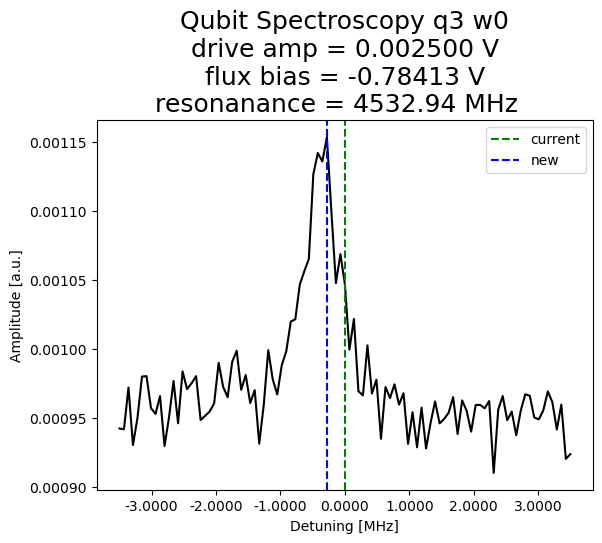 Qubit Spectroscopy q3 w0
drive amp = 0.002500 V
flux bias = -0.78413 V
resonanance = 4532.94 MHz
current
new
0.00115
0.00110
0.00105
0.00100
0.00095
0.00090
Amplitude [a.u.]
-3.0000 -2.0000 -1.0000 0.0000 1.0000 2.0000 3.0000
Detuning [MHz]